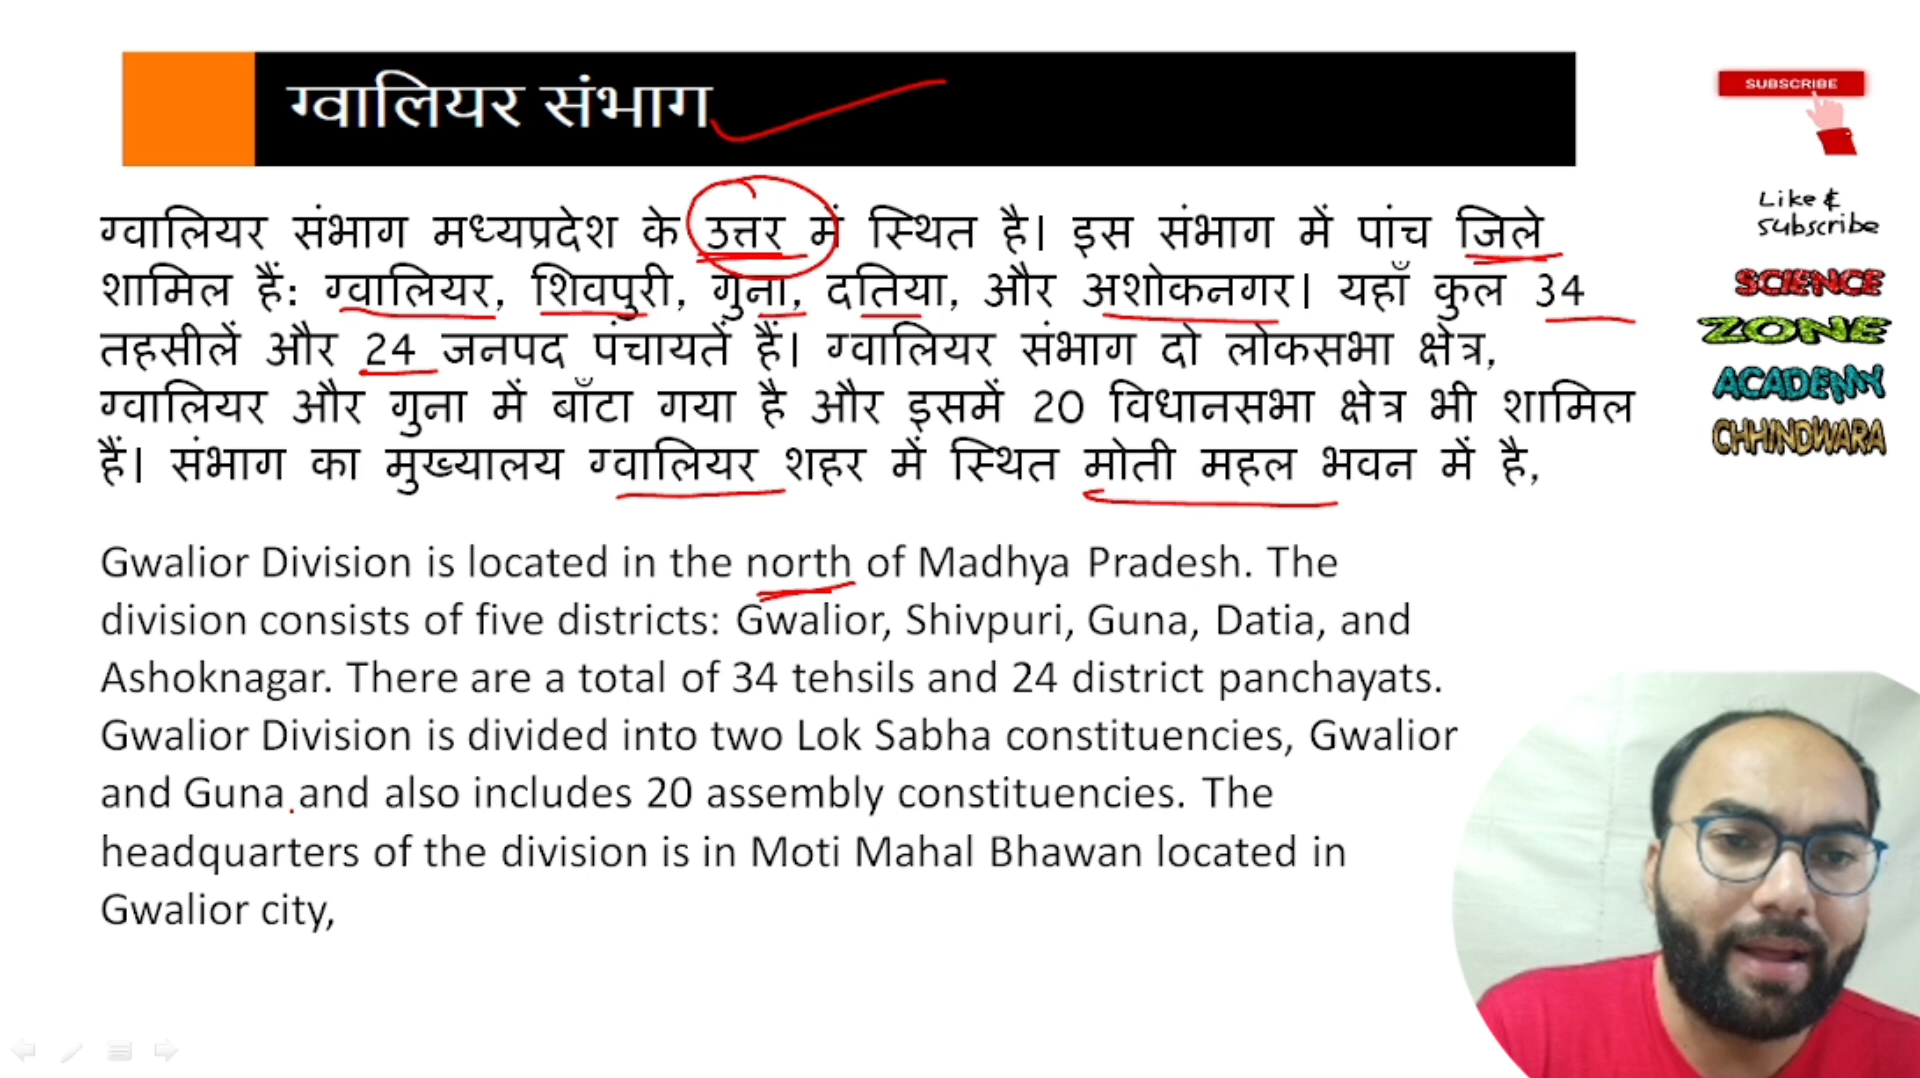 ग्वालियर संभाग
ग्वालियर संभाग मध्यप्रदेश के उत्तर में स्थित है। इस संभाग में पांच जिले
शामिल हैं: ग्वालियर, शिवपुरी, गुना, दतिया, और अशोकनगर। यहाँ कुल 34
तहसीलें और 24 जनपद पंचायतें हैं। ग्वालियर संभाग दो लोकसभा क्षेत्र,
ग्वालियर और गुना में बाँटा गया है और इसमें 20 विधानसभा क्षेत्र भी शामिल
हैं। संभाग का मुख्यालय ग्वालियर शहर में स्थित मोती महल भवन में है,
Gwalior Division is located in the north of Madhya Pradesh. The
division consists of five districts: Gwalior, Shivpuri, Guna, Datia, and
Ashoknagar. There are a total of 34 tehsils and 24 district panchayats.
Gwalior Division is divided into two Lok Sabha constituencies, Gwalior
and Guna and also includes 20 assembly constituencies. The
headquarters of the division is in Moti Mahal Bhawan located in
Gwalior city,
SUBSCRIBE
Like &
Subscribe
SCIENCE
ZONE
ACADEMY
CHHINDWARA